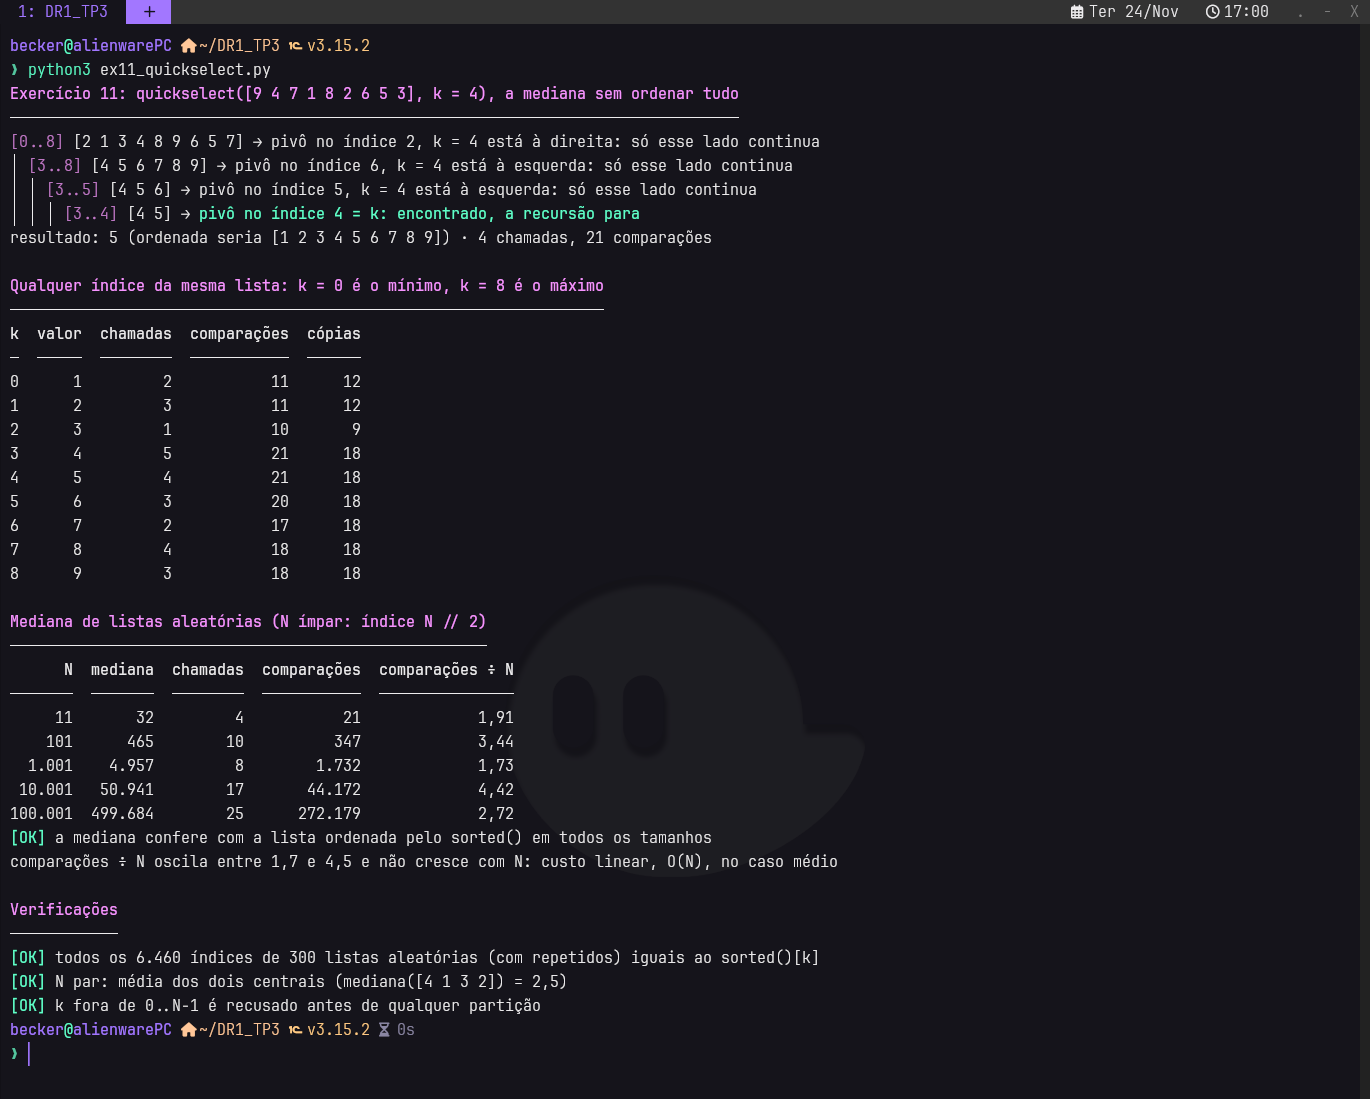 1: DR1_TP3 + Ter 24/Nov 17:00 . - X
becker@alienwarePC ~/DR1_TP3 v3.15.2
❱ python3 ex11_quickselect.py
Exercício 11: quickselect([9 4 7 1 8 2 6 5 3], k = 4), a mediana sem ordenar tudo
[0..8] [2 1 3 4 8 9 6 5 7] → pivô no índice 2, k = 4 está à direita: só esse lado continua
[3..8] [4 5 6 7 8 9] → pivô no índice 6, k = 4 está à esquerda: só esse lado continua
[3..5] [4 5 6] → pivô no índice 5, k = 4 está à esquerda: só esse lado continua
[3..4] [4 5] → pivô no índice 4 = k: encontrado, a recursão para
resultado: 5 (ordenada seria [1 2 3 4 5 6 7 8 9]) · 4 chamadas, 21 comparações
Qualquer índice da mesma lista: k = 0 é o mínimo, k = 8 é o máximo
k valor chamadas comparações cópias
0 1 2 11 12
1 2 3 11 12
2 3 1 10 9
3 4 5 21 18
4 5 4 21 18
5 6 3 20 18
6 7 2 17 18
7 8 4 18 18
8 9 3 18 18
Mediana de listas aleatórias (N ímpar: índice N // 2)
N mediana chamadas comparações comparações ÷ N
11 32 4 21 1,91
101 465 10 347 3,44
1.001 4.957 8 1.732 1,73
10.001 50.941 17 44.172 4,42
100.001 499.684 25 272.179 2,72
[OK] a mediana confere com a lista ordenada pelo sorted() em todos os tamanhos
comparações ÷ N oscila entre 1,7 e 4,5 e não cresce com N: custo linear, O(N), no caso médio
Verificações
[OK] todos os 6.460 índices de 300 listas aleatórias (com repetidos) iguais ao sorted()[k]
[OK] N par: média dos dois centrais (mediana([4 1 3 2]) = 2,5)
[OK] k fora de 0..N-1 é recusado antes de qualquer partição
becker@alienwarePC ~/DR1_TP3 v3.15.2 0s
❱